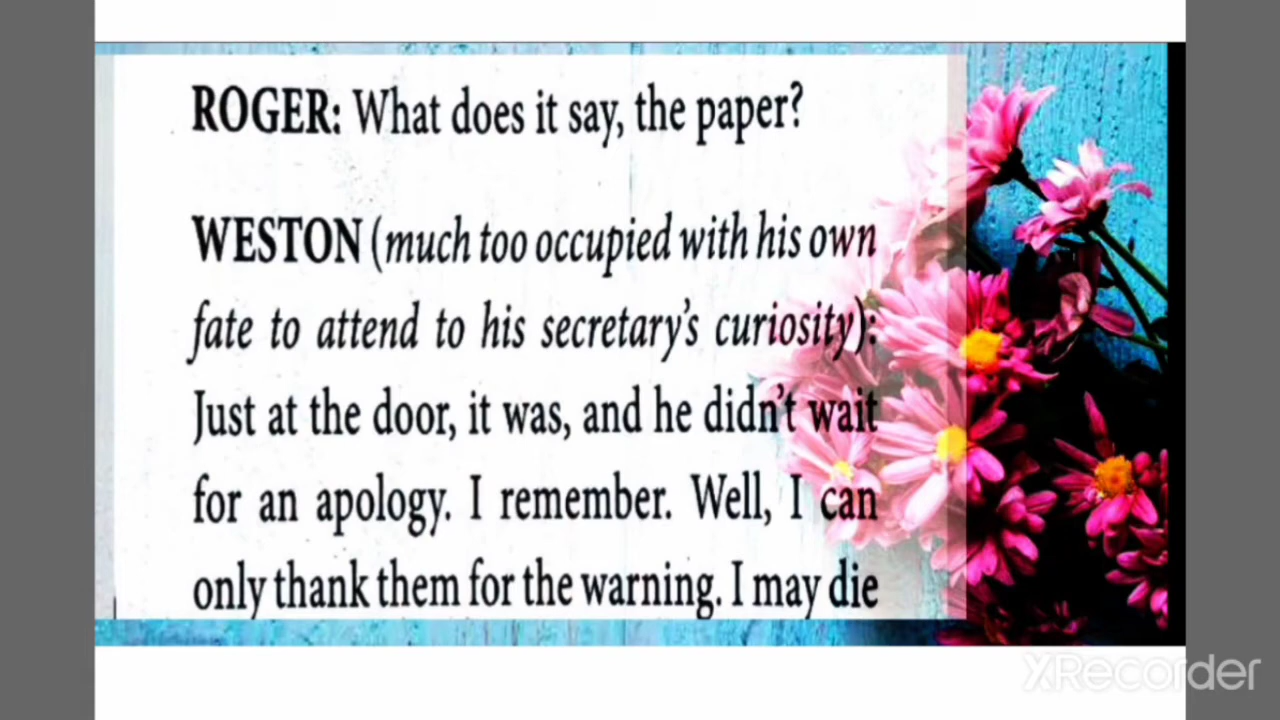 ROGER: What does it say, the paper?
WESTON (much too occupied with his own
fate to attend to his secretary's curiosity):
Just at the door, it was, and he didn't wait
for an apology. I remember. Well, I can
only thank them for the warning. I may die
XRecorder